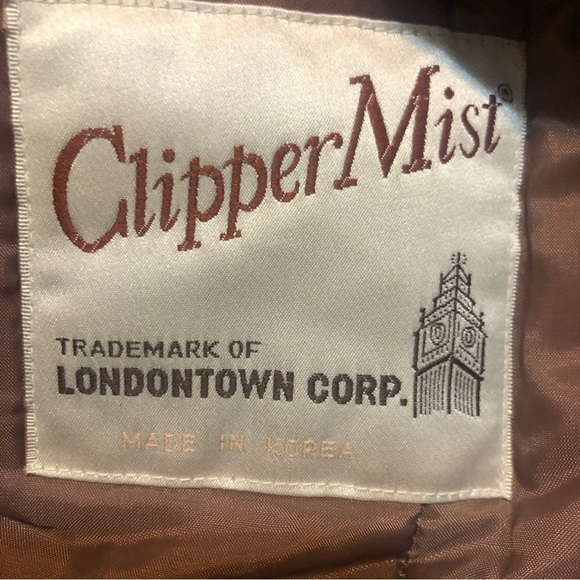 ClipperMist®
TRADEMARK OF
LONDONTOWN CORP.
MADE IN KOREA